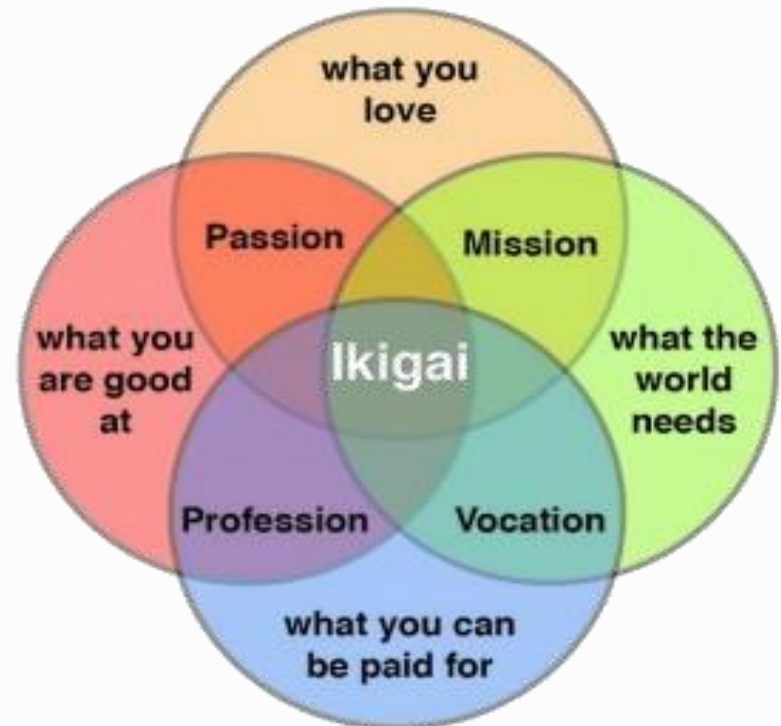 what you
love
Passion
Mission
what you
are good
at
Ikigai
what the
world
needs
Profession
Vocation
what you can
be paid for